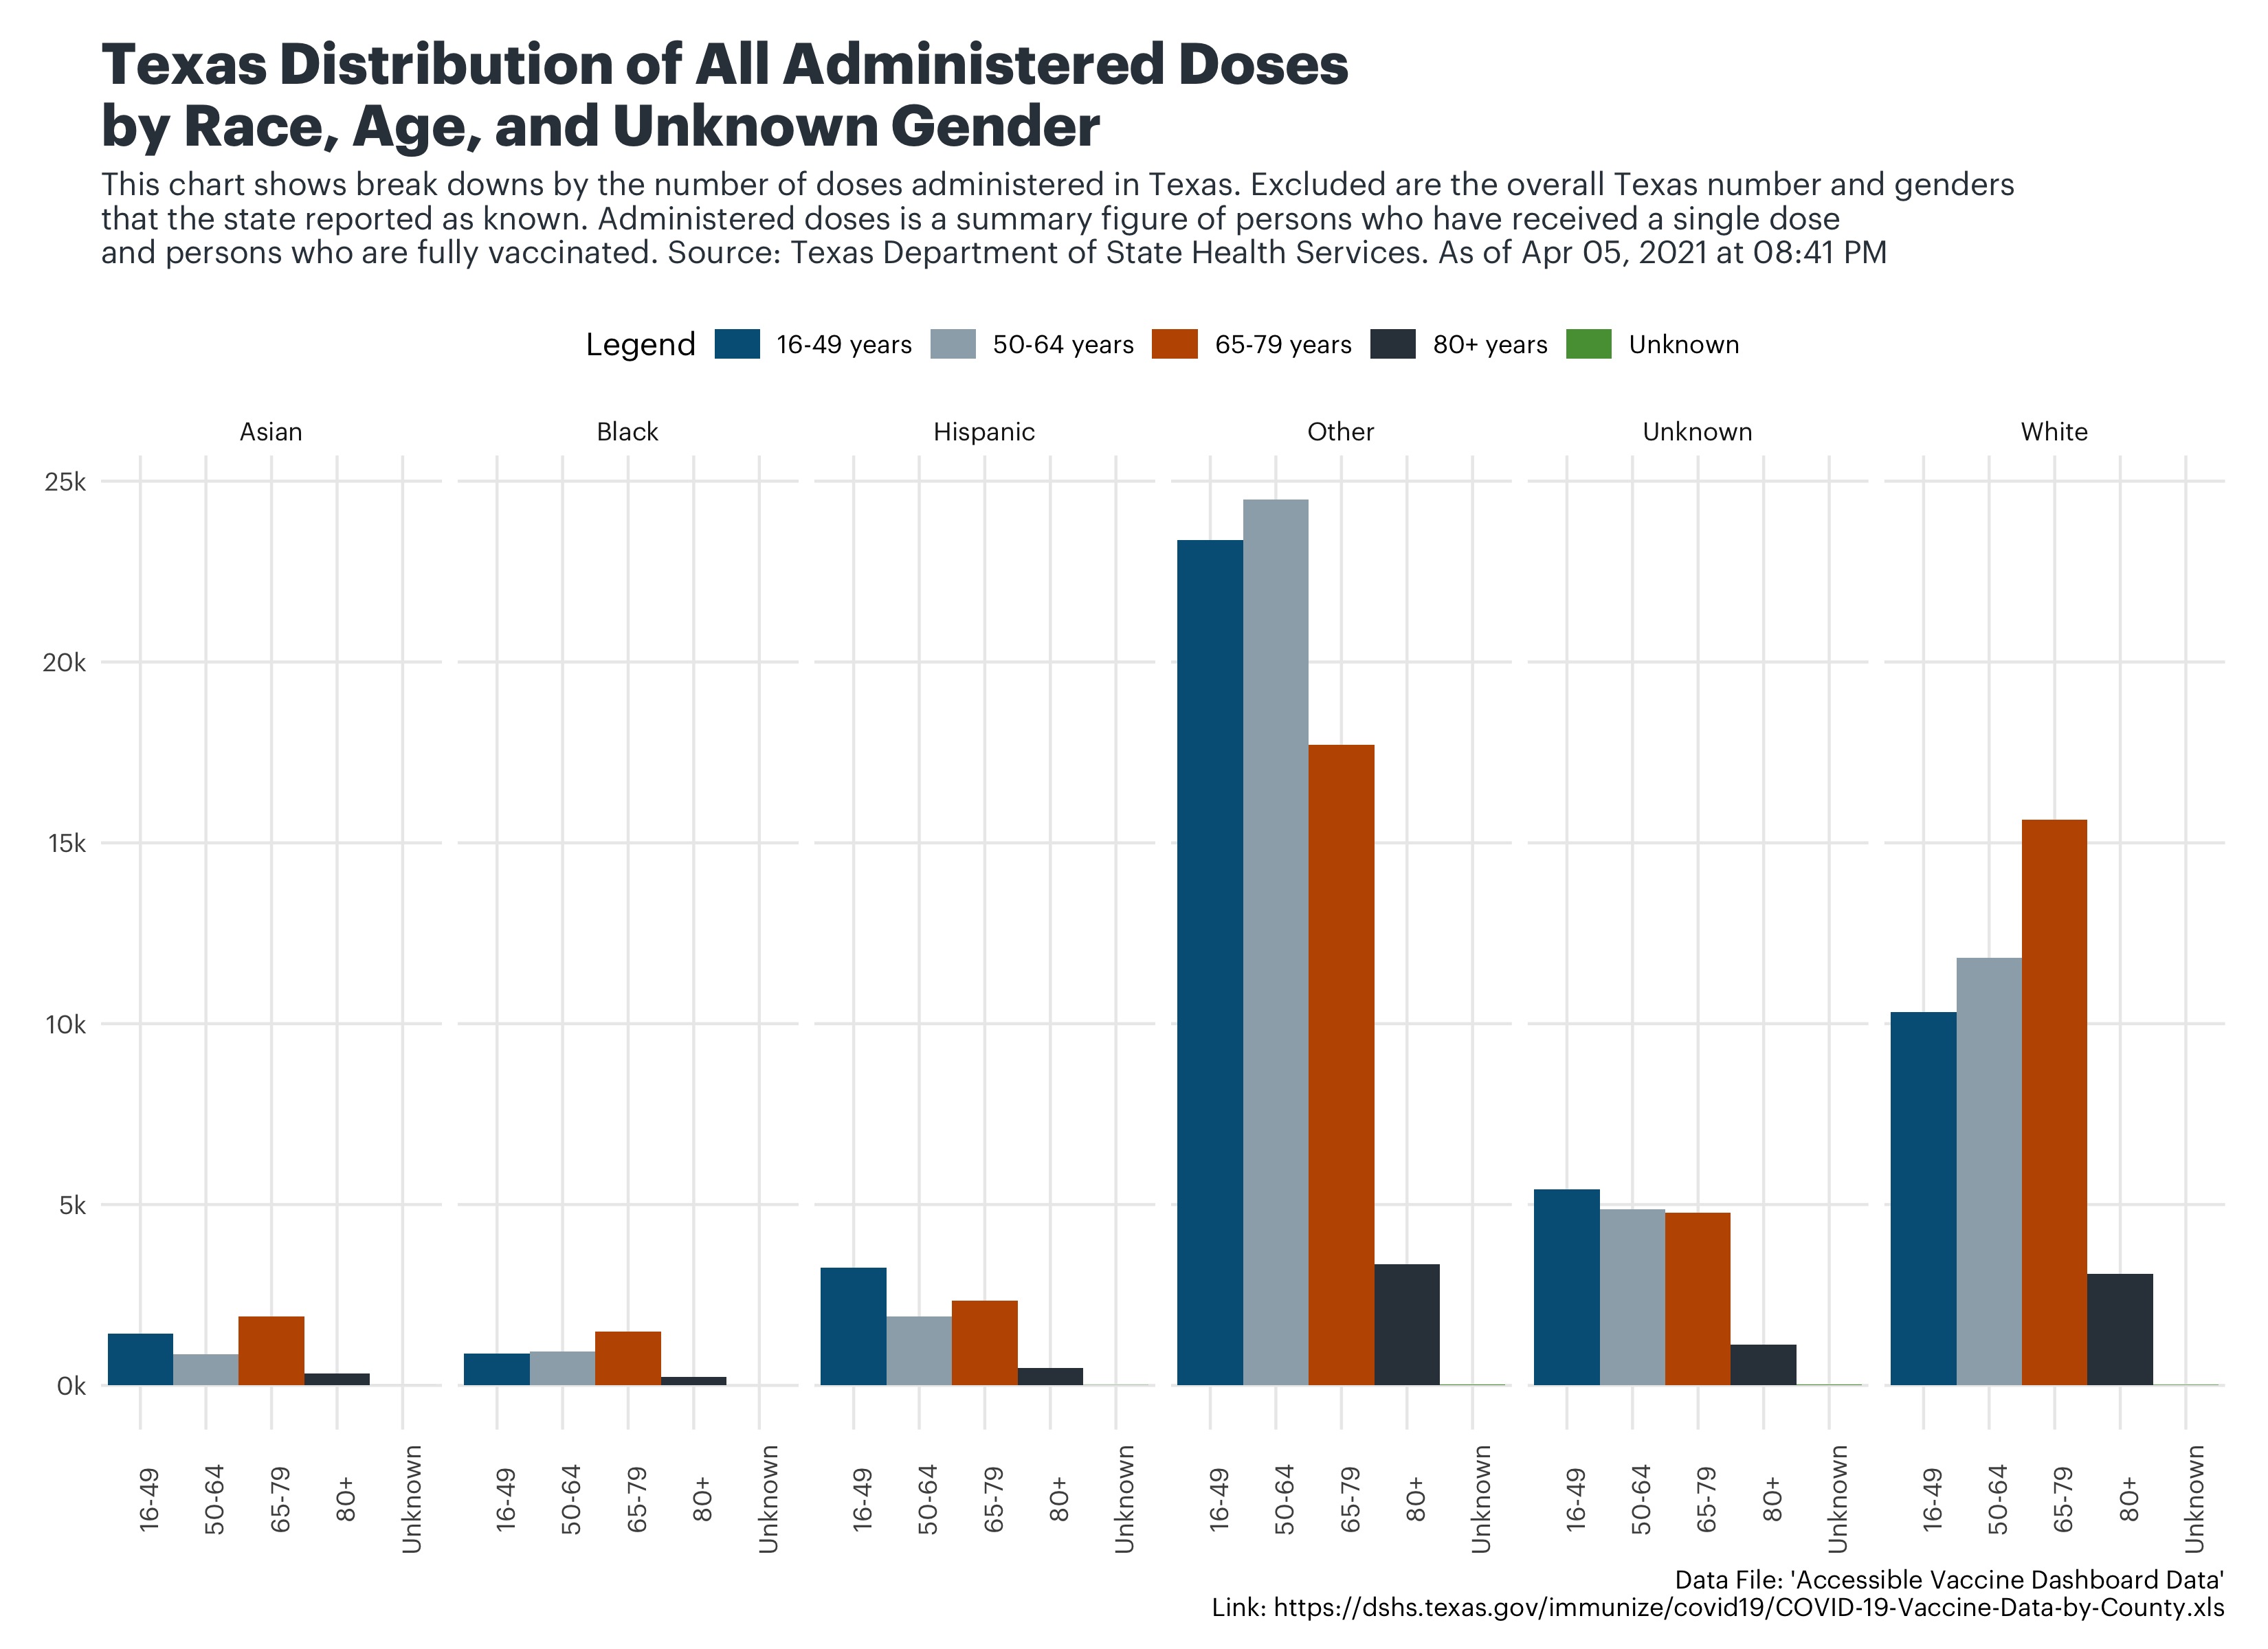 Texas Distribution of All Administered Doses
by Race, Age, and Unknown Gender
This chart shows break downs by the number of doses administered in Texas. Excluded are the overall Texas number and genders
that the state reported as known. Administered doses is a summary figure of persons who have received a single dose
and persons who are fully vaccinated. Source: Texas Department of State Health Services. As of Apr 05, 2021 at 08:41 PM
Legend 16-49 years 50-64 years 65-79 years 80+ years Unknown
Asian Black Hispanic Other Unknown White
25k
20k
15k
10k
5k
0k
16-49 50-64 65-79 80+ Unknown 16-49 50-64 65-79 80+ Unknown 16-49 50-64 65-79 80+ Unknown 16-49 50-64 65-79 80+ Unknown 16-49 50-64 65-79 80+ Unknown 16-49 50-64 65-79 80+ Unknown
Data File: 'Accessible Vaccine Dashboard Data'
Link: https://dshs.texas.gov/immunize/covid19/COVID-19-Vaccine-Data-by-County.xls